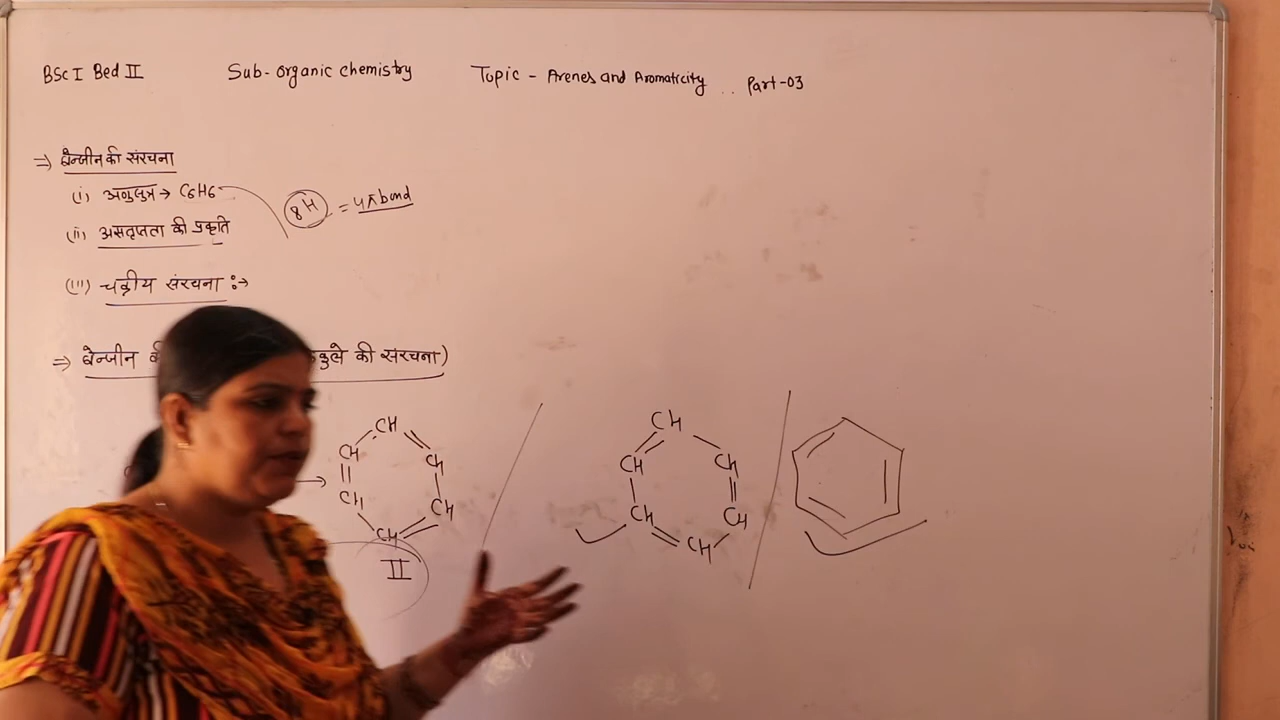 BSc I Bed II Sub- organic chemistry Topic - Arenes and Aromaticity .. Part-03
⇒ बेन्जीन की संरचना
(i) अणुसूत्र → C6H6
8H = 4π bond
(ii) असतृप्तता की प्रकृति
(iii) चक्रीय संरचना :→
⇒ बेन्जीन की संरचना)
CH CH
CH CH CH CH
CH CH CH CH
CH CH
II